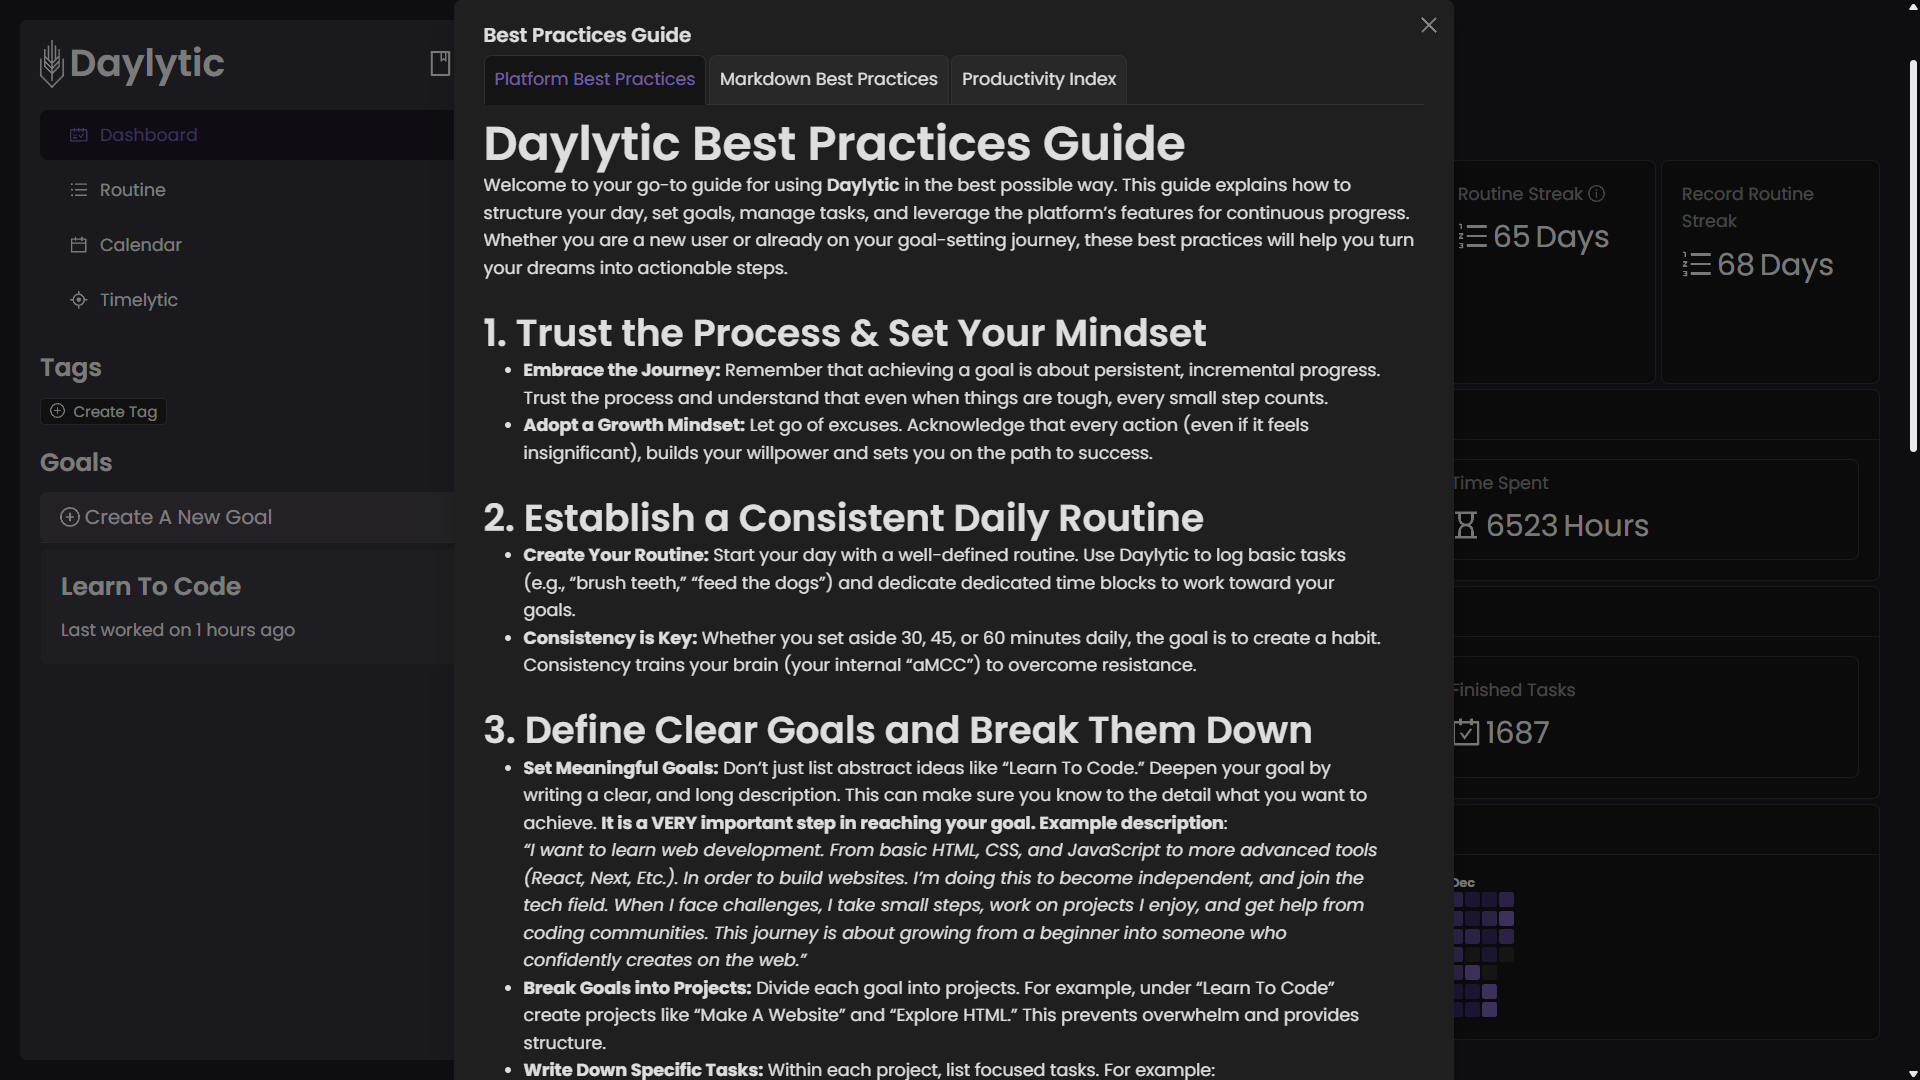 Daylytic
Dashboard
Routine
Calendar
Timelytic
Tags
Create Tag
Goals
Create A New Goal
Learn To Code
Last worked on 1 hours ago
Best Practices Guide
Platform Best Practices
Markdown Best Practices
Productivity Index
Daylytic Best Practices Guide
Welcome to your go-to guide for using Daylytic in the best possible way. This guide explains how to
structure your day, set goals, manage tasks, and leverage the platform’s features for continuous progress.
Whether you are a new user or already on your goal-setting journey, these best practices will help you turn
your dreams into actionable steps.
1. Trust the Process & Set Your Mindset
• Embrace the Journey: Remember that achieving a goal is about persistent, incremental progress.
Trust the process and understand that even when things are tough, every small step counts.
• Adopt a Growth Mindset: Let go of excuses. Acknowledge that every action (even if it feels
insignificant), builds your willpower and sets you on the path to success.
2. Establish a Consistent Daily Routine
• Create Your Routine: Start your day with a well-defined routine. Use Daylytic to log basic tasks
(e.g., “brush teeth,” “feed the dogs”) and dedicate dedicated time blocks to work toward your
goals.
• Consistency is Key: Whether you set aside 30, 45, or 60 minutes daily, the goal is to create a habit.
Consistency trains your brain (your internal “aMCC”) to overcome resistance.
3. Define Clear Goals and Break Them Down
• Set Meaningful Goals: Don’t just list abstract ideas like “Learn To Code.” Deepen your goal by
writing a clear, and long description. This can make sure you know to the detail what you want to
achieve. It is a VERY important step in reaching your goal. Example description:
“I want to learn web development. From basic HTML, CSS, and JavaScript to more advanced tools
(React, Next, Etc.). In order to build websites. I’m doing this to become independent, and join the
tech field. When I face challenges, I take small steps, work on projects I enjoy, and get help from
coding communities. This journey is about growing from a beginner into someone who
confidently creates on the web.”
• Break Goals into Projects: Divide each goal into projects. For example, under “Learn To Code”
create projects like “Make A Website” and “Explore HTML.” This prevents overwhelm and provides
structure.
• Write Down Specific Tasks: Within each project, list focused tasks. For example:
Routine Streak
65 Days
Record Routine
Streak
68 Days
Time Spent
6523 Hours
Finished Tasks
1687
Dec